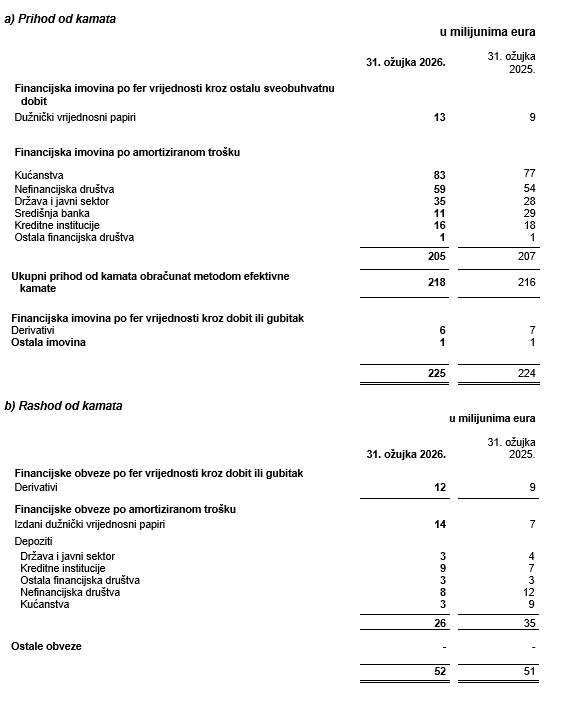 a) Prihod od kamata
u milijunima eura
31. ožujka 2026. 31. ožujka
2025.
Financijska imovina po fer vrijednosti kroz ostalu sveobuhvatnu
dobit
Dužnički vrijednosni papiri 13 9
Financijska imovina po amortiziranom trošku
Kućanstva 83 77
Nefinancijska društva 59 54
Država i javni sektor 35 28
Središnja banka 11 29
Kreditne institucije 16 18
Ostala financijska društva 1 1
205 207
Ukupni prihod od kamata obračunat metodom efektivne
kamate 218 216
Financijska imovina po fer vrijednosti kroz dobit ili gubitak
Derivativi 6 7
Ostala imovina 1 1
225 224
b) Rashod od kamata
u milijunima eura
31. ožujka 2026. 31. ožujka
2025.
Financijske obveze po fer vrijednosti kroz dobit ili gubitak
Derivativi 12 9
Financijske obveze po amortiziranom trošku
Izdani dužnički vrijednosni papiri 14 7
Depoziti
Država i javni sektor 3 4
Kreditne institucije 9 7
Ostala financijska društva 3 3
Nefinancijska društva 8 12
Kućanstva 3 9
26 35
Ostale obveze - -
52 51